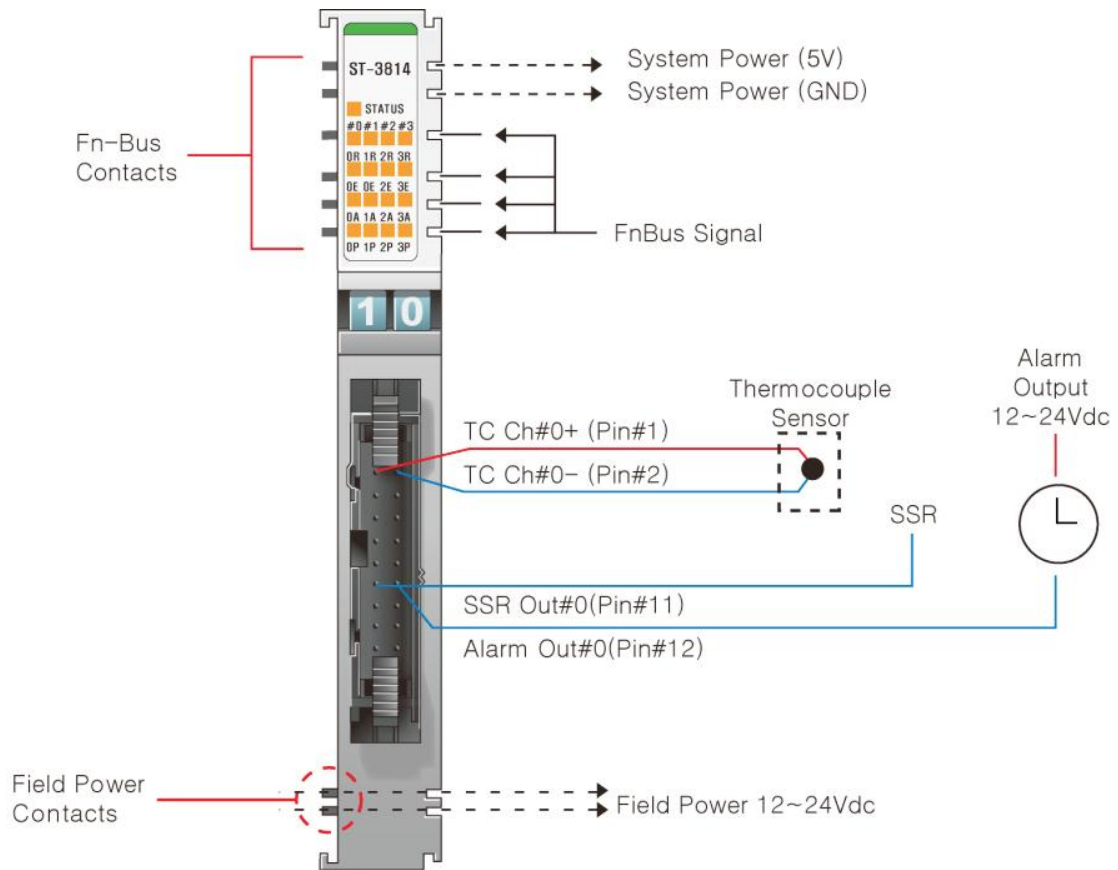 ST-3814
STATUS
#0 #1 #2 #3
0R 1R 2R 3R
0E 0E 2E 3E
0A 1A 2A 3A
0P 1P 2P 3P
1 0
System Power (5V)
System Power (GND)
Fn-Bus
Contacts
FnBus Signal
Alarm
Output
12~24Vdc
Thermocouple
Sensor
TC Ch#0+ (Pin#1)
TC Ch#0- (Pin#2)
SSR
SSR Out#0(Pin#11)
Alarm Out#0(Pin#12)
Field Power
Contacts
Field Power 12~24Vdc